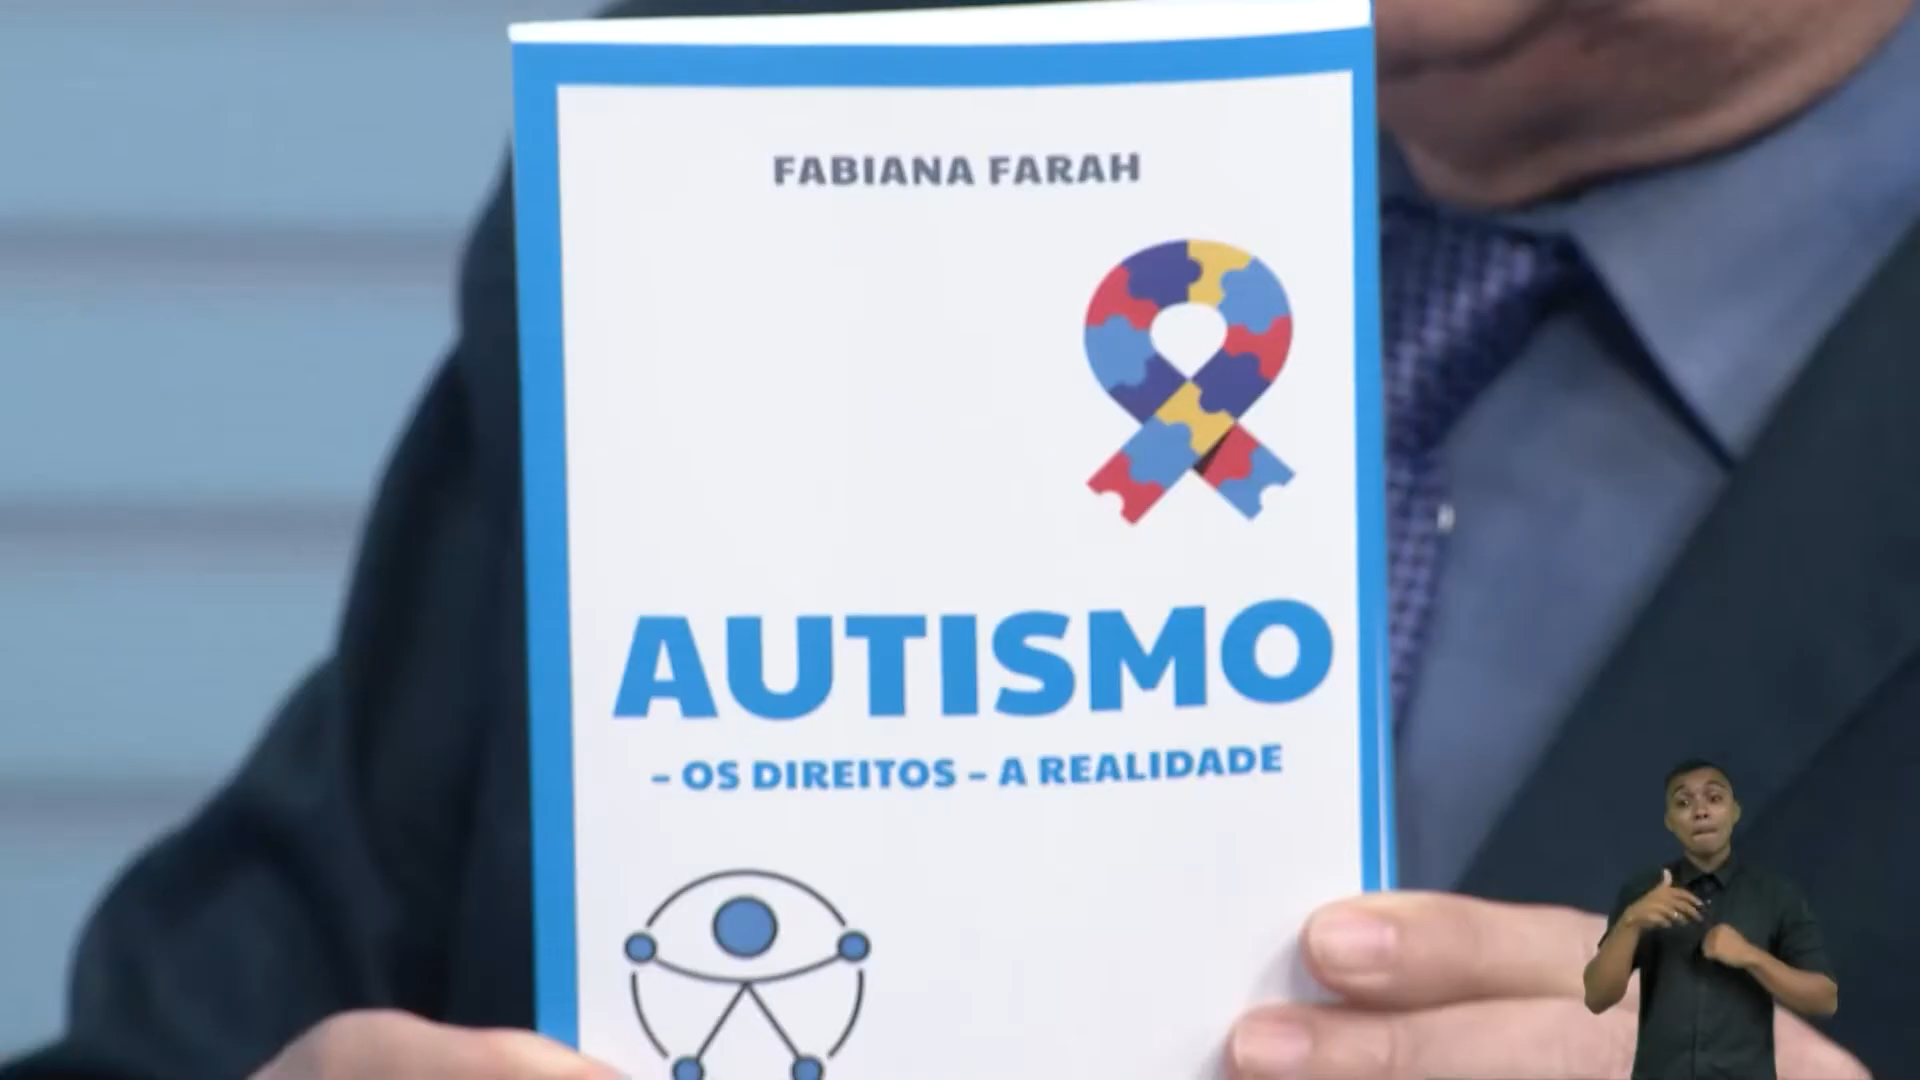 FABIANA FARAH
AUTISMO
– OS DIREITOS – A REALIDADE